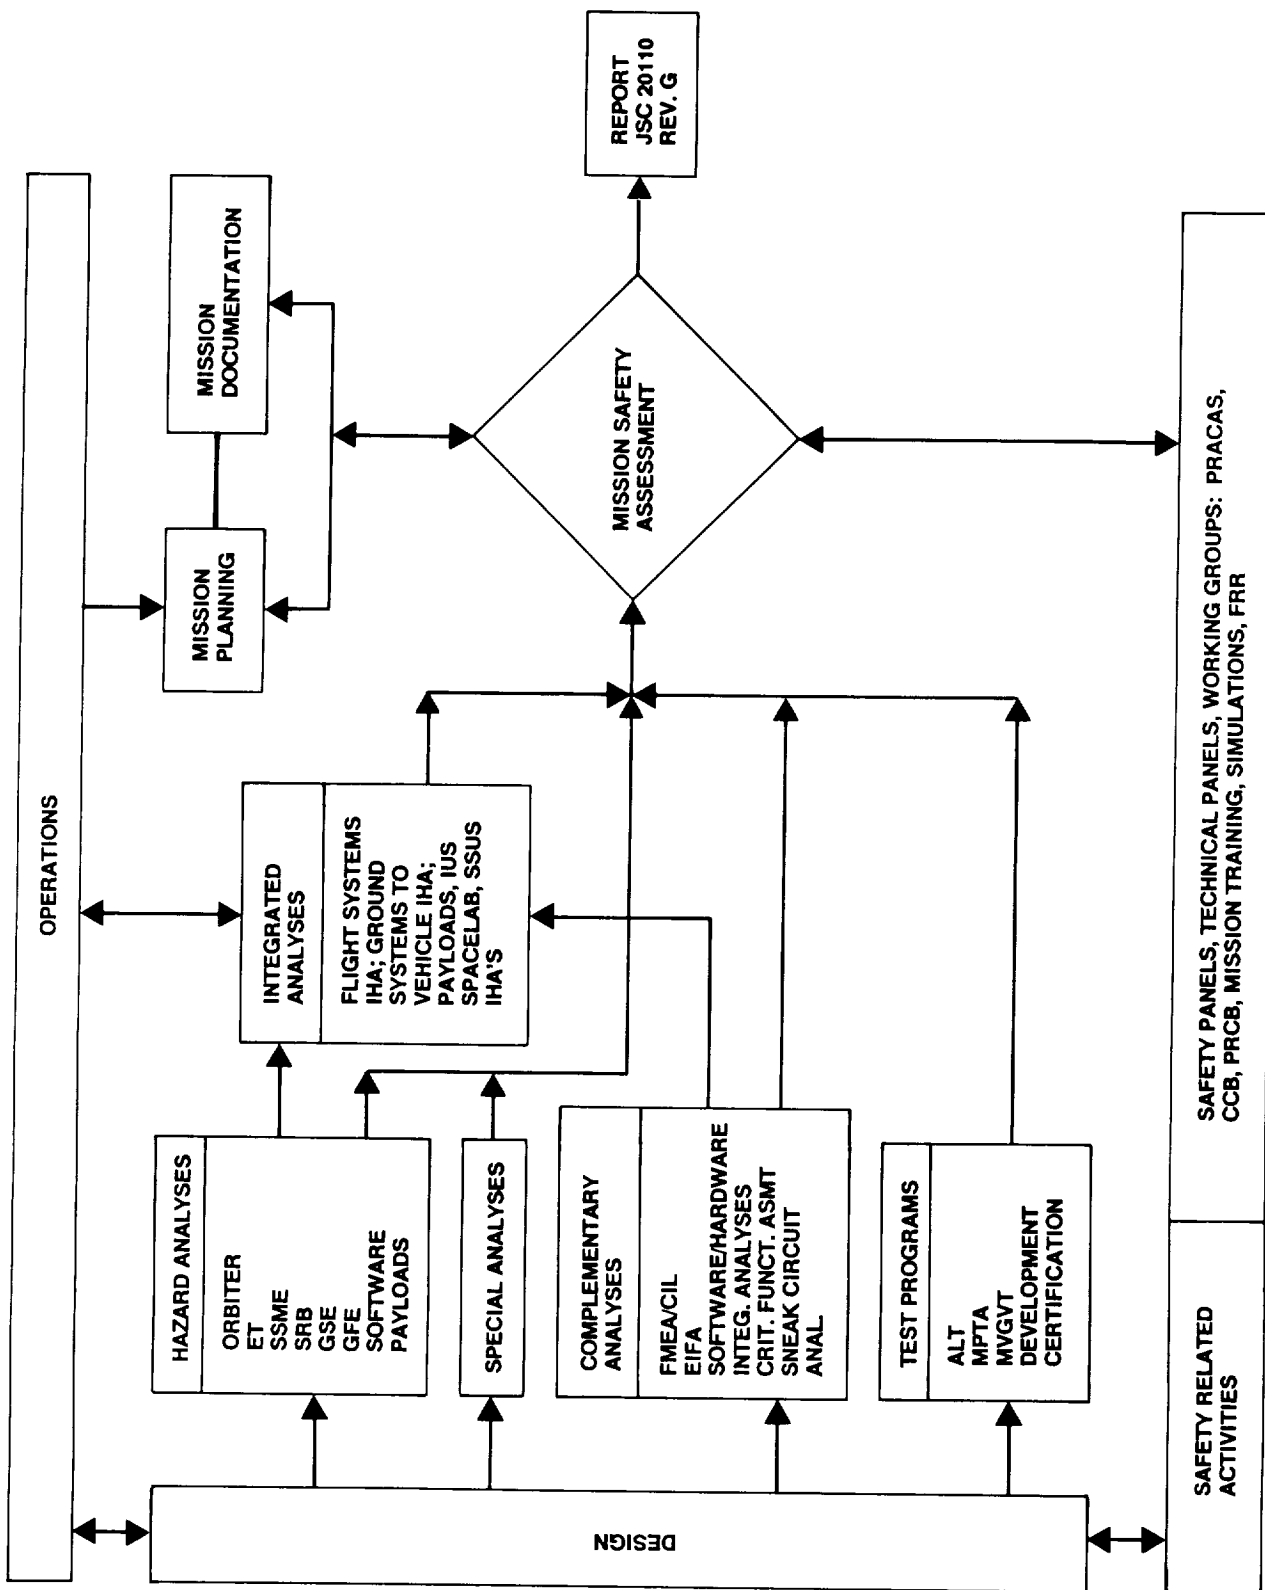 OPERATIONS
DESIGN
HAZARD ANALYSES
ORBITER
ET
SSME
SRB
GSE
GFE
SOFTWARE
PAYLOADS
SPECIAL ANALYSES
COMPLEMENTARY
ANALYSES
FMEA/CIL
EIFA
SOFTWARE/HARDWARE
INTEG. ANALYSES
CRIT. FUNCT. ASMT
SNEAK CIRCUIT
ANAL.
TEST PROGRAMS
ALT
MPTA
MVGVT
DEVELOPMENT
CERTIFICATION
INTEGRATED
ANALYSES
FLIGHT SYSTEMS
IHA; GROUND
SYSTEMS TO
VEHICLE IHA;
PAYLOADS, IUS
SPACELAB, SSUS
IHA'S
MISSION
PLANNING
MISSION
DOCUMENTATION
MISSION SAFETY
ASSESSMENT
REPORT
JSC 20110
REV. G
SAFETY RELATED
ACTIVITIES
SAFETY PANELS, TECHNICAL PANELS, WORKING GROUPS: PRACAS,
CCB, PRCB, MISSION TRAINING, SIMULATIONS, FRR